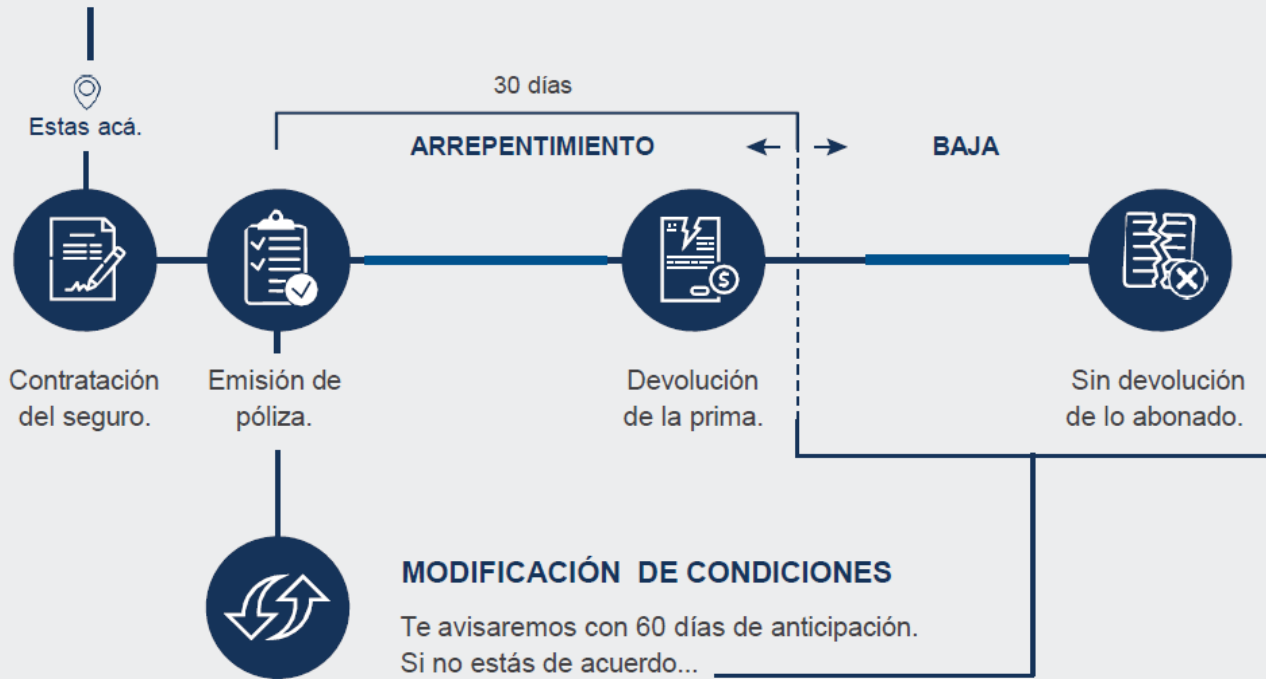 Estas acá.
30 días
ARREPENTIMIENTO
BAJA
$
Contratación
del seguro.
Emisión de
póliza.
Devolución
de la prima.
Sin devolución
de lo abonado.
MODIFICACIÓN DE CONDICIONES
Te avisaremos con 60 días de anticipación.
Si no estás de acuerdo...